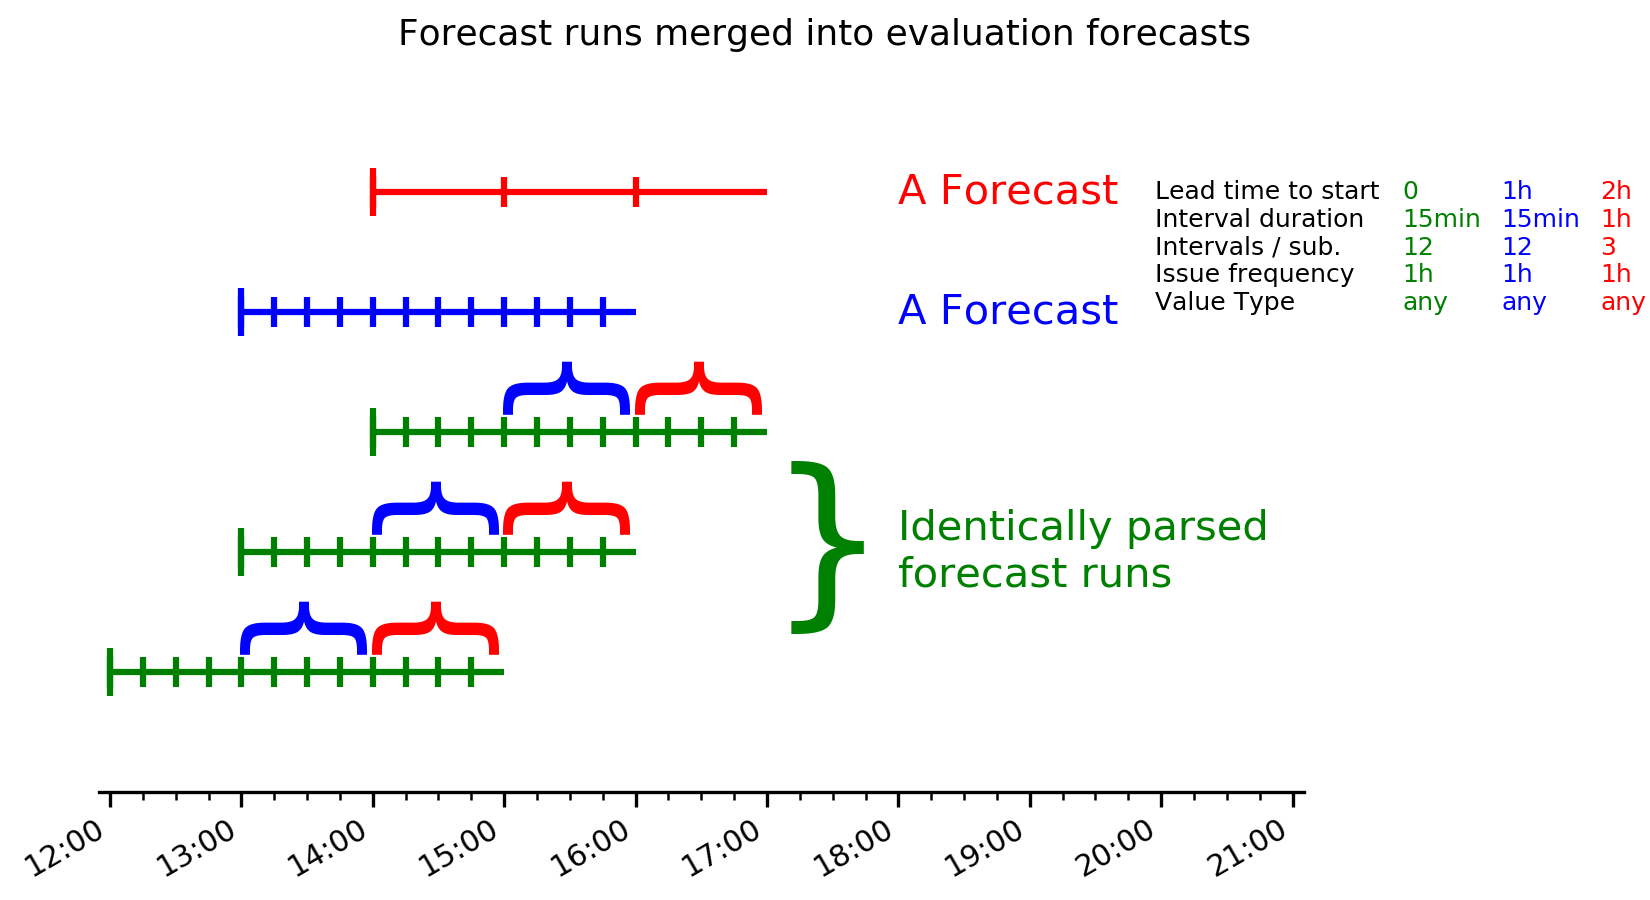 Forecast runs merged into evaluation forecasts
A Forecast
Lead time to start 0 1h 2h
Interval duration 15min 15min 1h
Intervals / sub. 12 12 3
Issue frequency 1h 1h 1h
Value Type any any any
A Forecast
Identically parsed
forecast runs
12:00 13:00 14:00 15:00 16:00 17:00 18:00 19:00 20:00 21:00